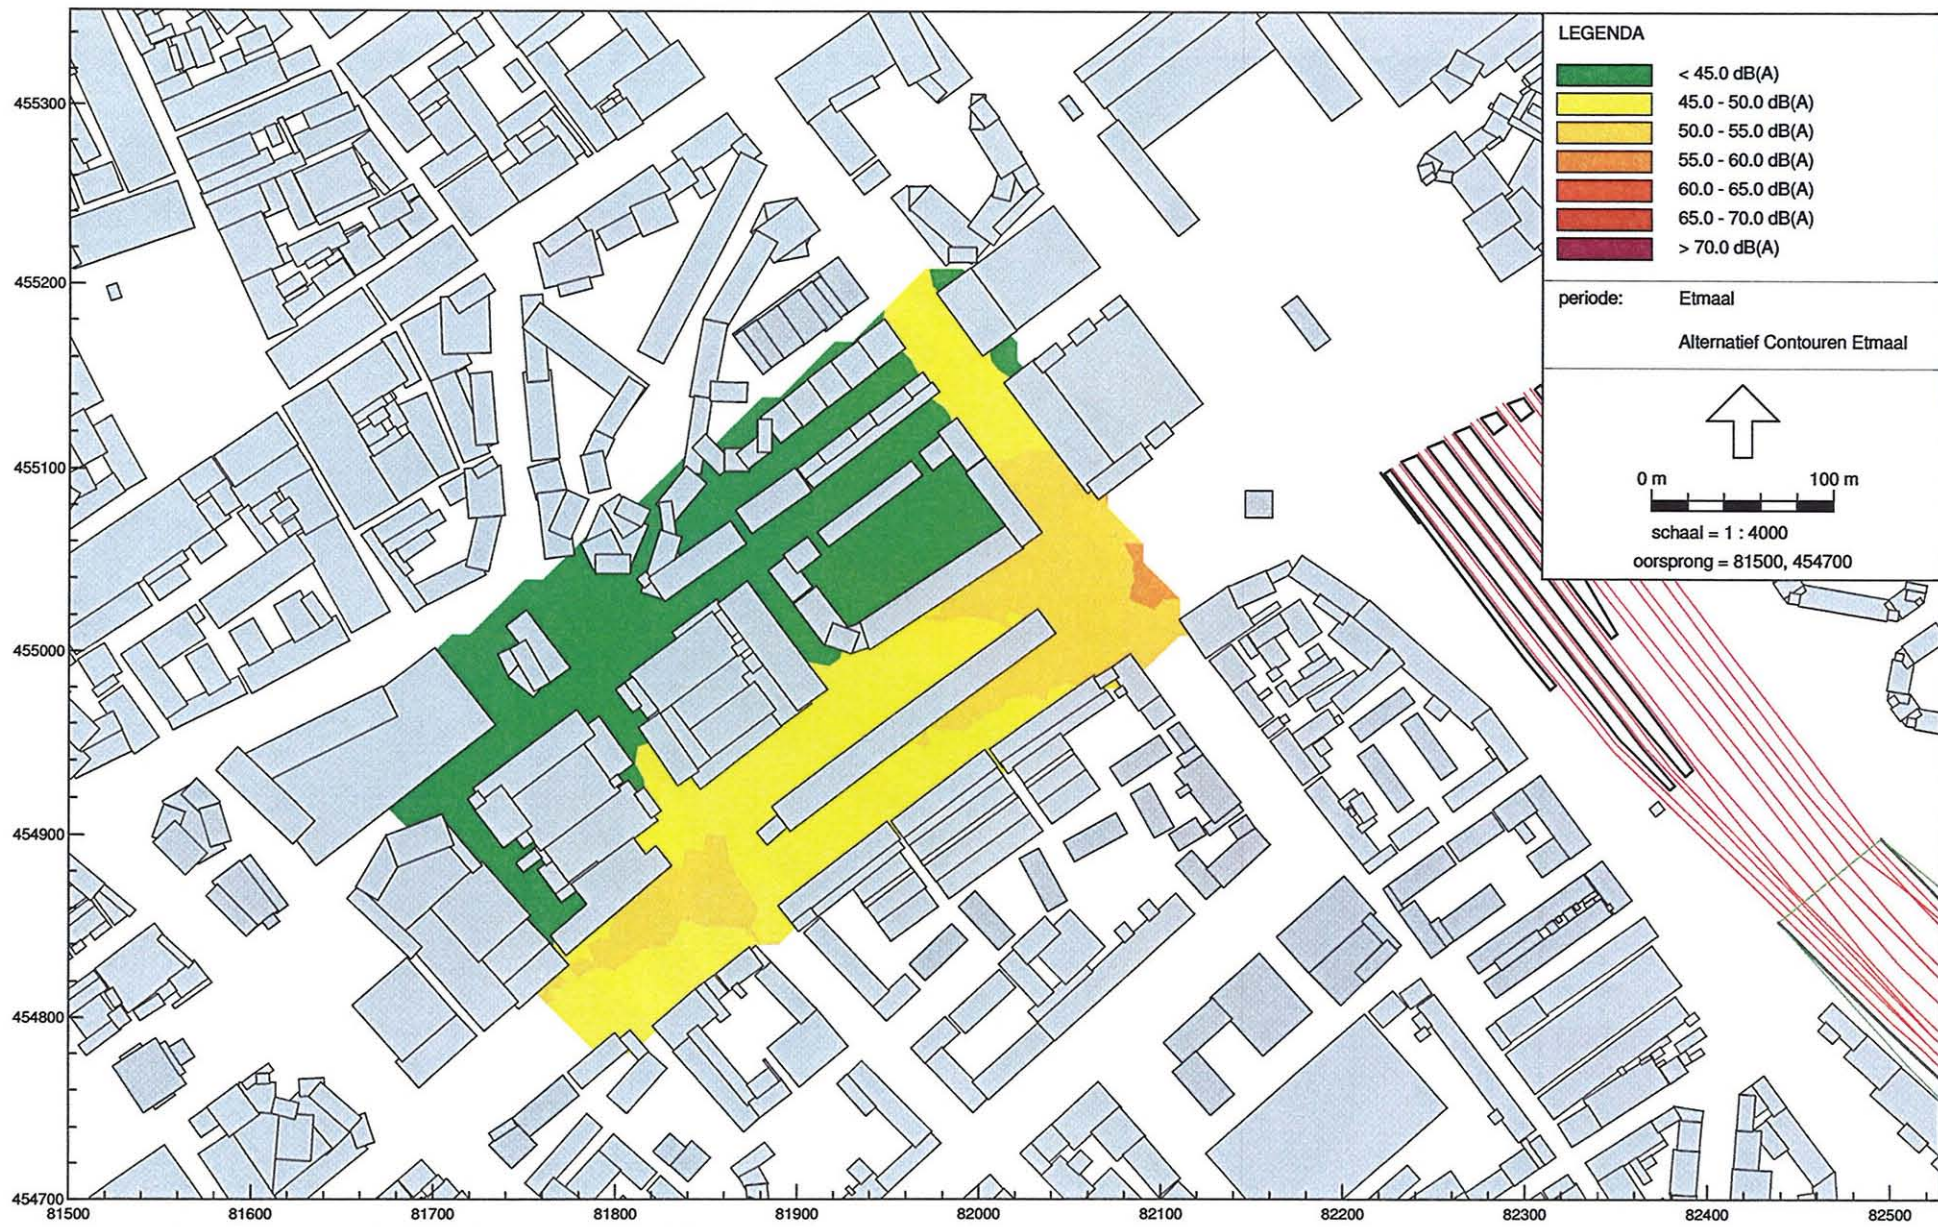 LEGENDA
< 45.0 dB(A)
45.0 - 50.0 dB(A)
50.0 - 55.0 dB(A)
55.0 - 60.0 dB(A)
60.0 - 65.0 dB(A)
65.0 - 70.0 dB(A)
> 70.0 dB(A)
periode: Etmaal
Alternatief Contouren Etmaal
0 m 100 m
schaal = 1 : 4000
oorsprong = 81500, 454700
455300
455200
455100
455000
454900
454800
454700
81500 81600 81700 81800 81900 82000 82100 82200 82300 82400 82500